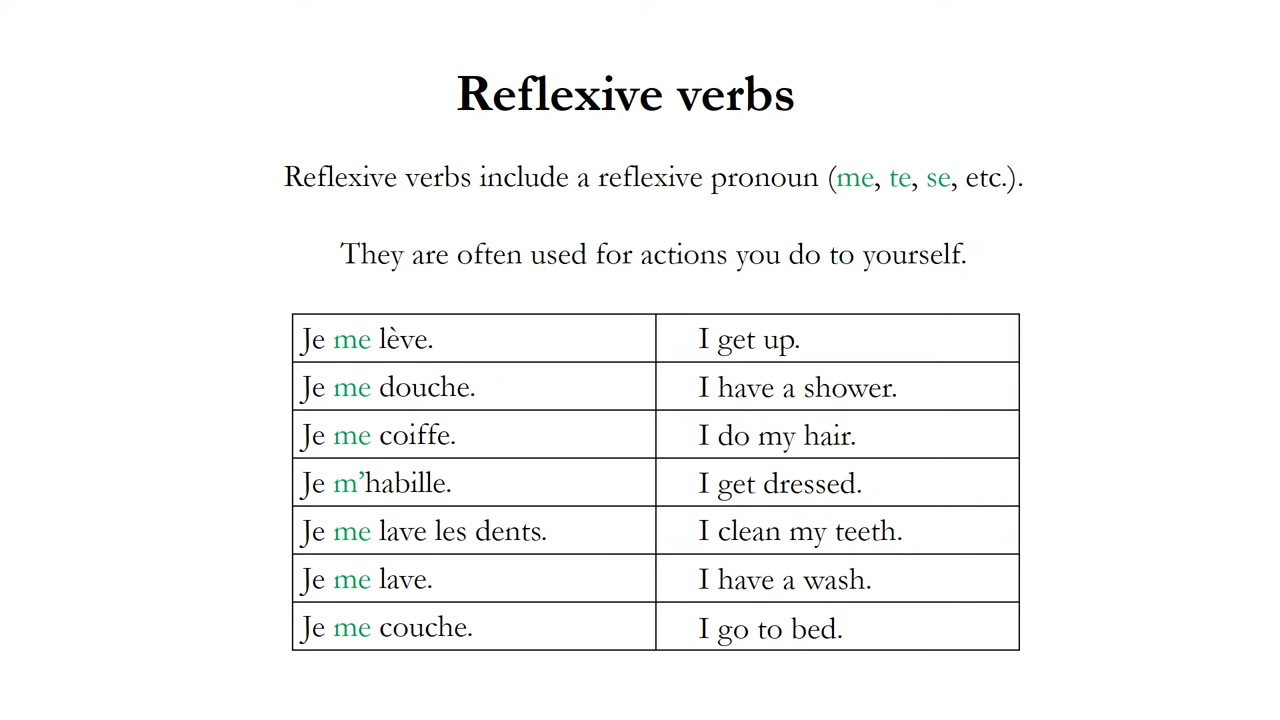 Reflexive verbs
Reflexive verbs include a reflexive pronoun (me, te, se, etc.).
They are often used for actions you do to yourself.
Je me lève. I get up.
Je me douche. I have a shower.
Je me coiffe. I do my hair.
Je m’habille. I get dressed.
Je me lave les dents. I clean my teeth.
Je me lave. I have a wash.
Je me couche. I go to bed.